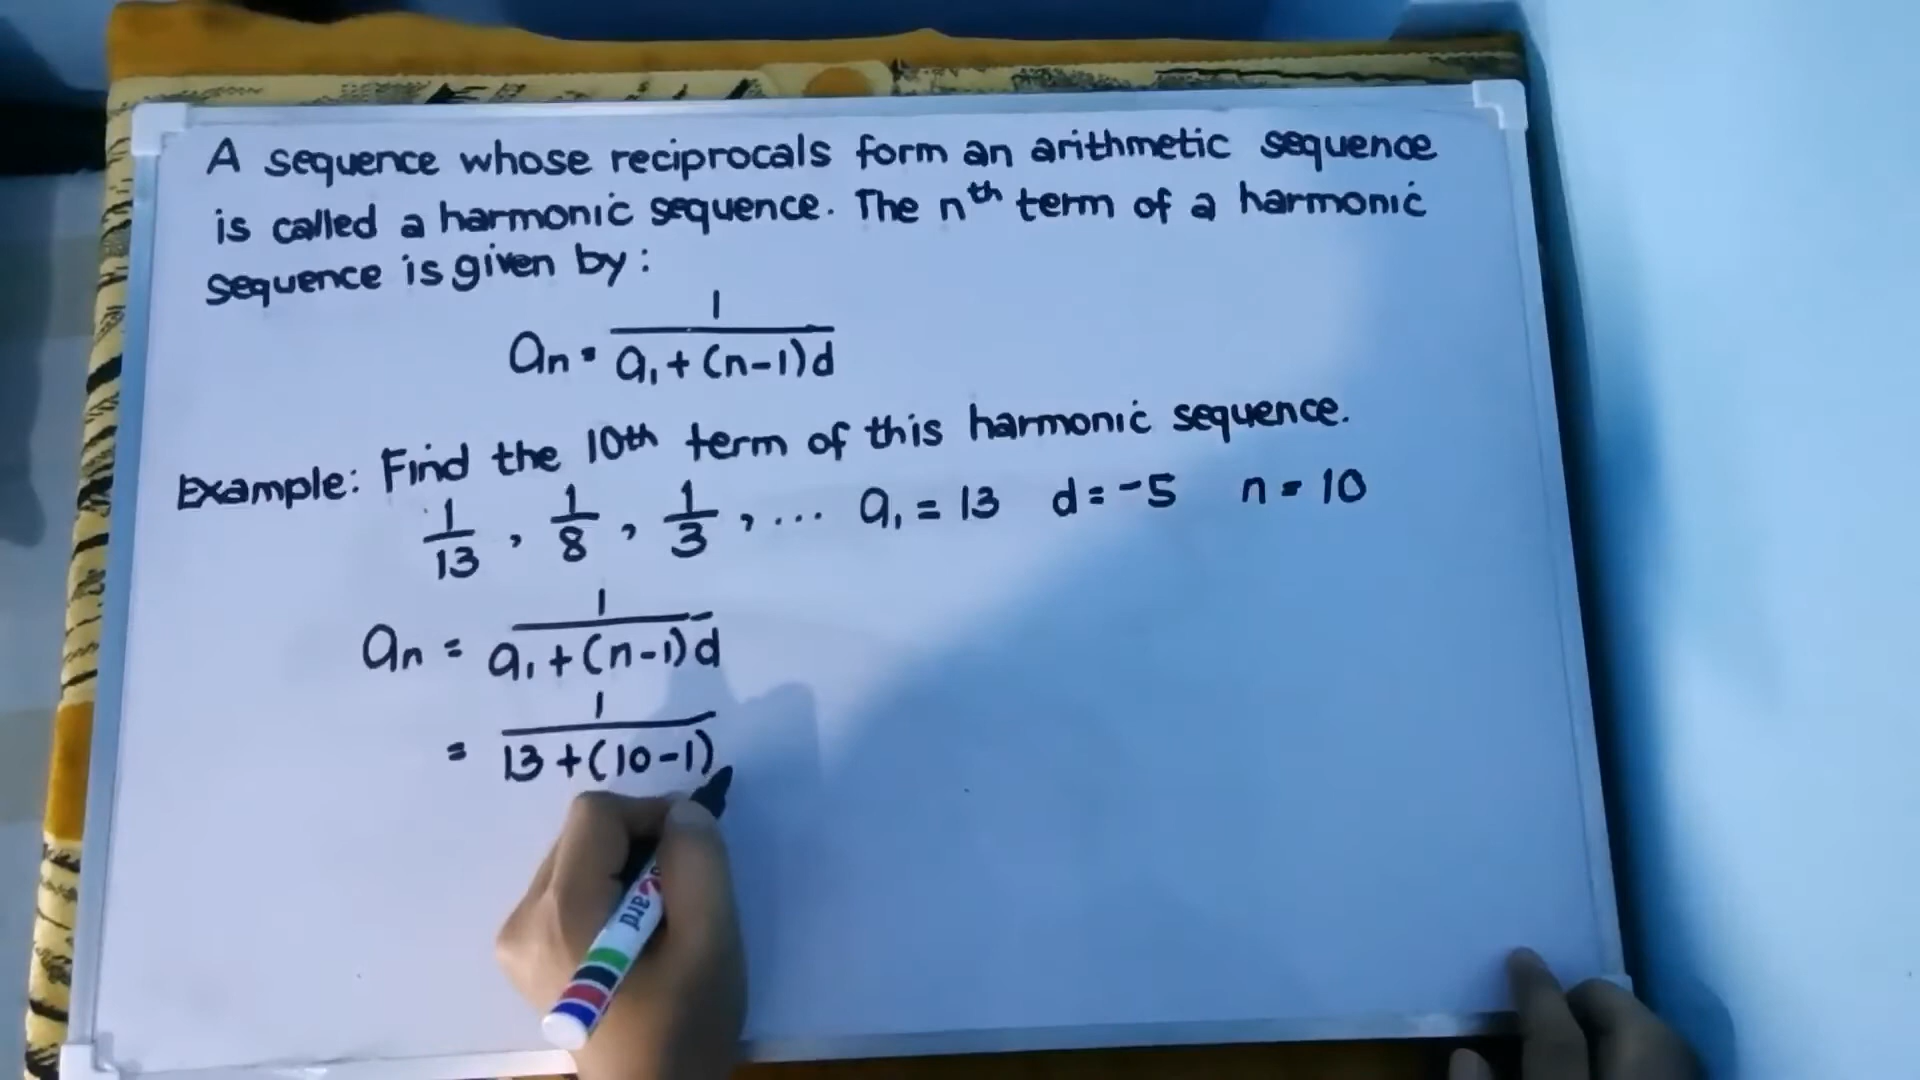 A sequence whose reciprocals form an arithmetic sequence
is called a harmonic sequence. The nᵗʰ term of a harmonic
sequence is given by:
aₙ = 1 / (a₁ + (n-1)d)
Example: Find the 10th term of this harmonic sequence.
1/13, 1/8, 1/3, ... a₁ = 13 d = -5 n = 10
aₙ = 1 / (a₁ + (n-1)d)
= 1 / (13 + (10-1)